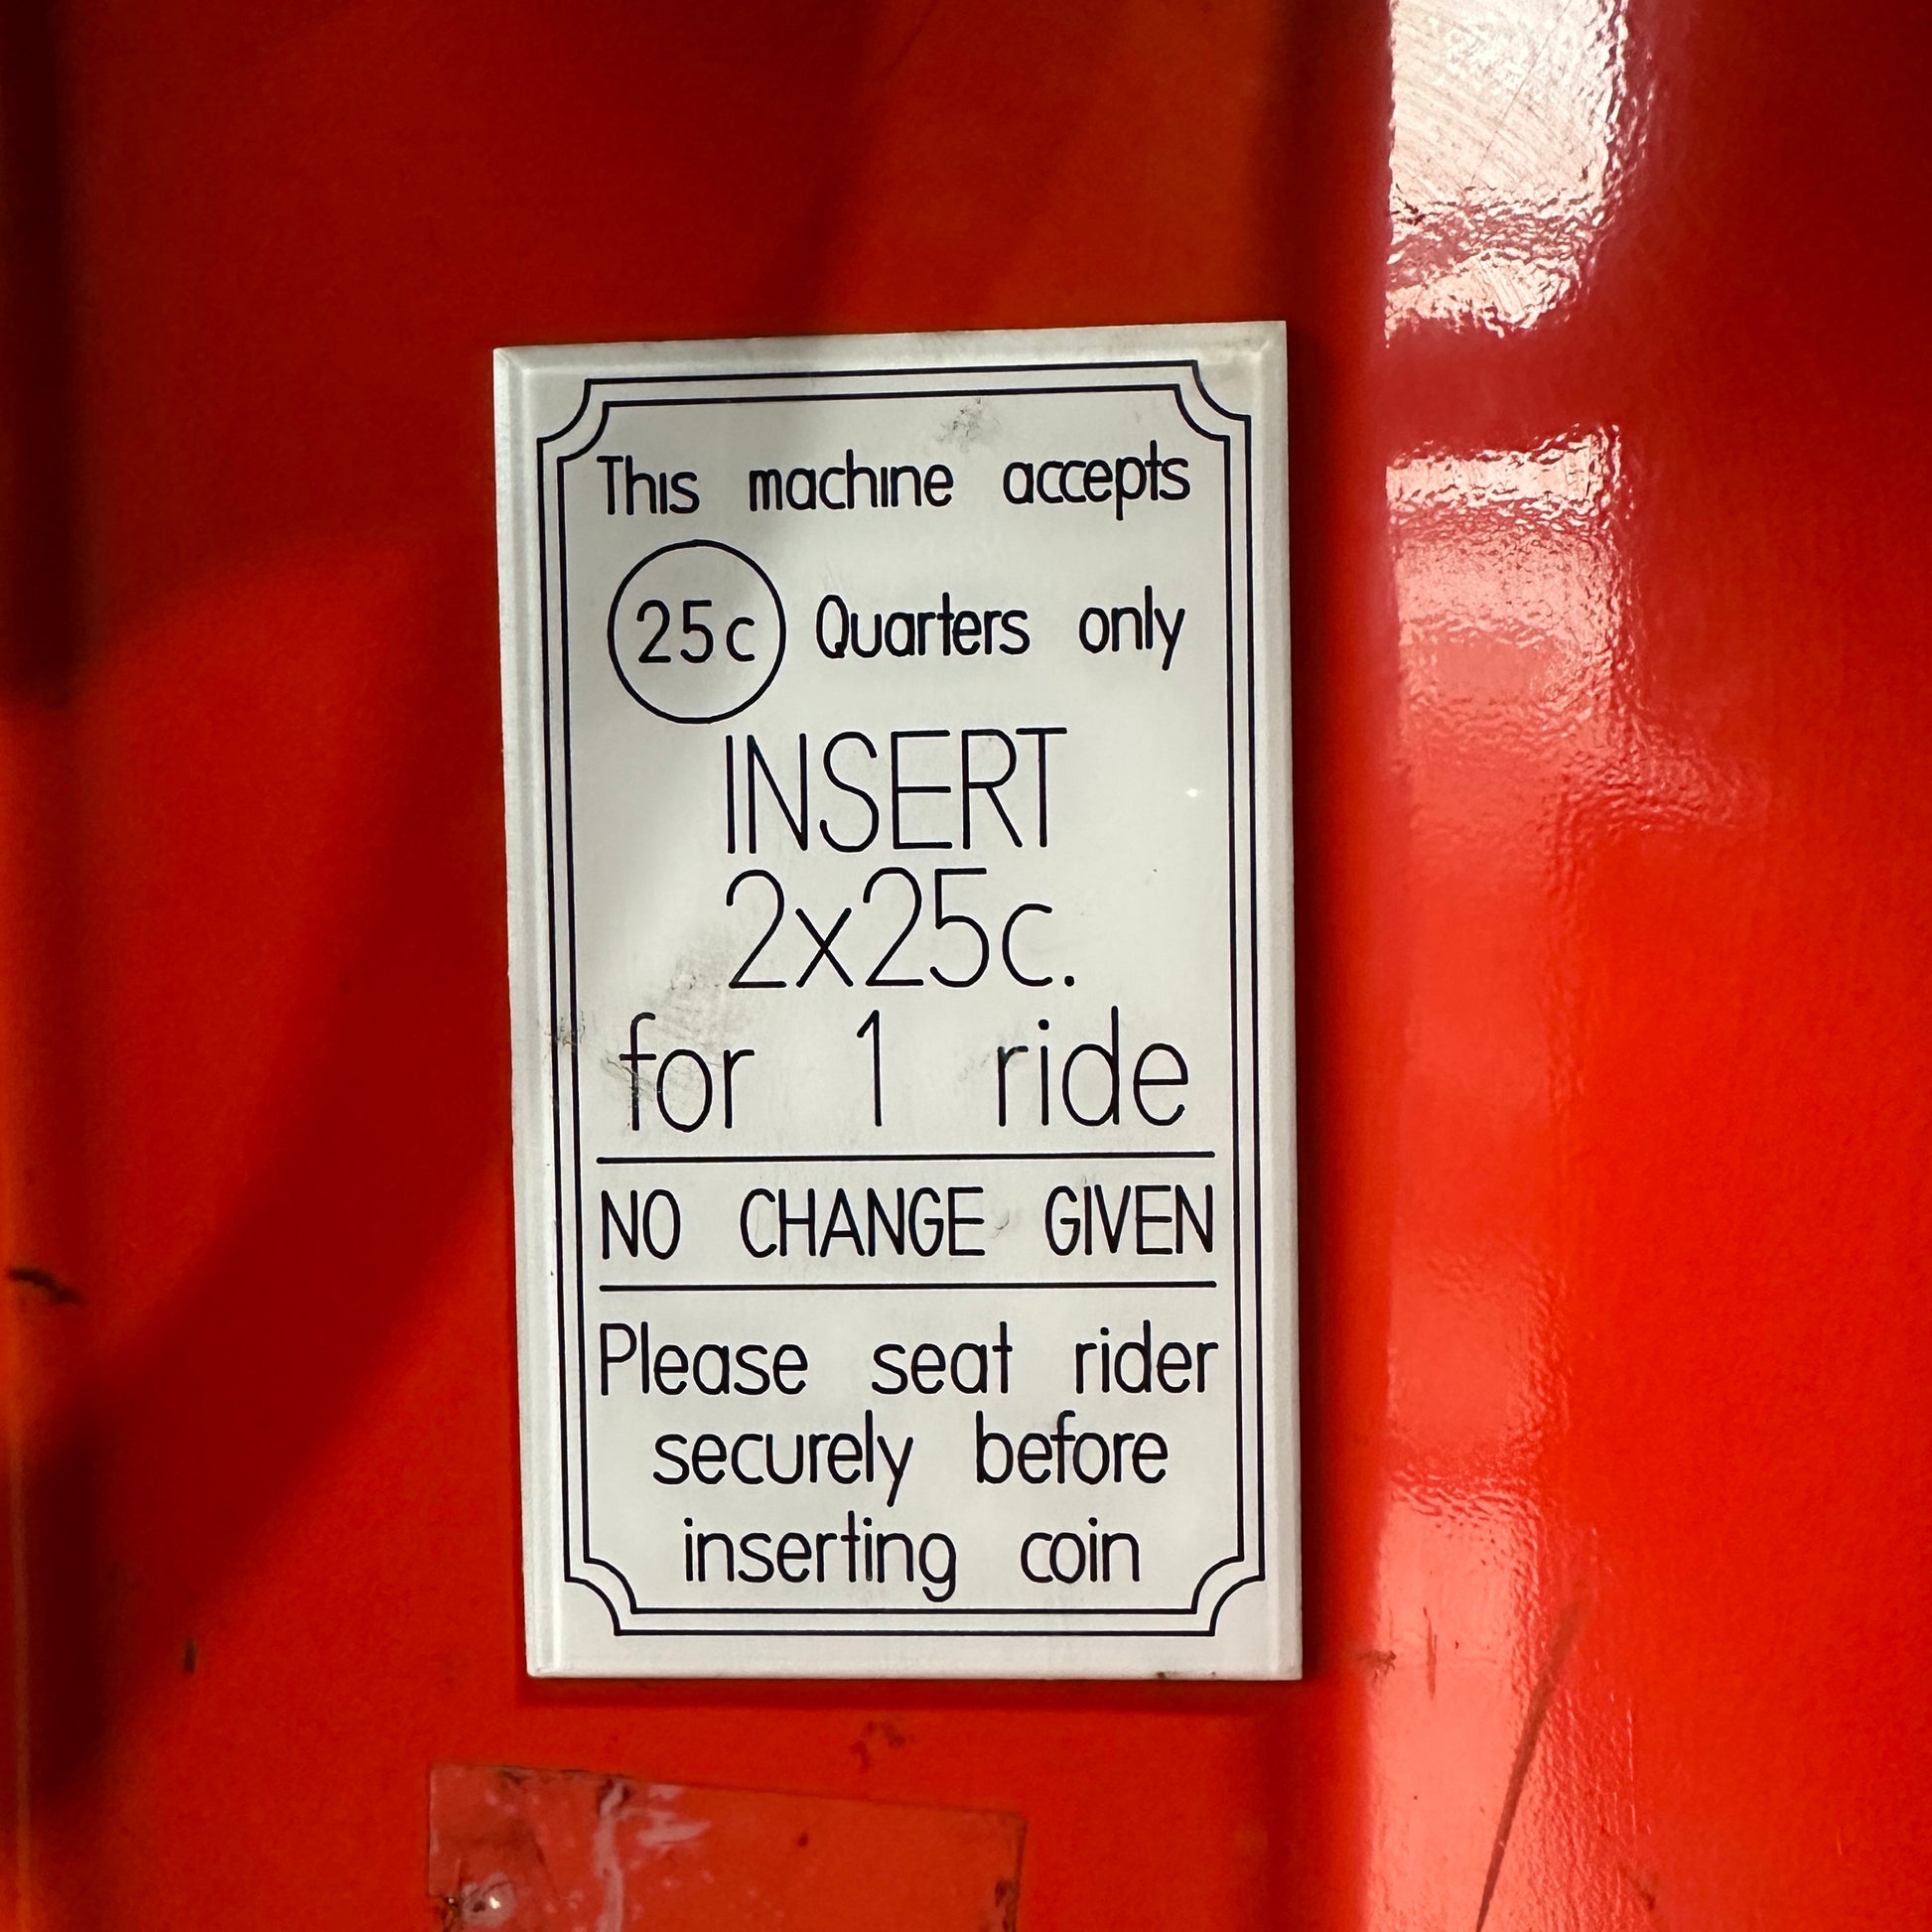 This machine accepts
25c Quarters only
INSERT
2x25c.
for 1 ride
NO CHANGE GIVEN
Please seat rider
securely before
inserting coin